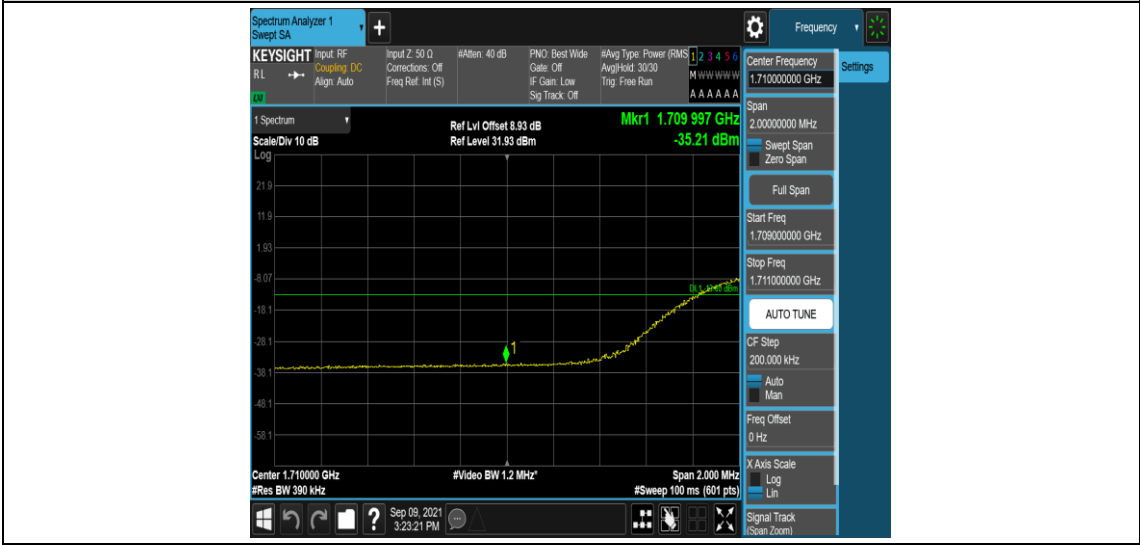 Spectrum Analyzer 1
Swept SA
Frequency
KEYSIGHT
RL
LNI
Input: RF
Coupling: DC
Align: Auto
Input Z: 50 Ω
Corrections: Off
Freq Ref: Int (S)
#Atten: 40 dB
PNO: Best Wide
Gate: Off
IF Gain: Low
Sig Track: Off
#Avg Type: Power (RMS
Avg|Hold: 30/30
Trig: Free Run
1 2 3 4 5 6
M W W W W W
A A A A A A
1 Spectrum
Scale/Div 10 dB
Ref Lvl Offset 8.93 dB
Ref Level 31.93 dBm
Mkr1 1.709 997 GHz
-35.21 dBm
Log
21.9
11.9
1.93
-8.07
-18.1
-28.1
-38.1
-48.1
-58.1
1
Center 1.710000 GHz
#Res BW 390 kHz
#Video BW 1.2 MHz*
Span 2.000 MHz
#Sweep 100 ms (601 pts)
Sep 09, 2021
3:23:21 PM
Center Frequency
1.710000000 GHz
Span
2.00000000 MHz
Swept Span
Zero Span
Full Span
Start Freq
1.709000000 GHz
Stop Freq
1.711000000 GHz
AUTO TUNE
CF Step
200.000 kHz
Auto
Man
Freq Offset
0 Hz
X Axis Scale
Log
Lin
Signal Track
(Span Zoom)
Settings